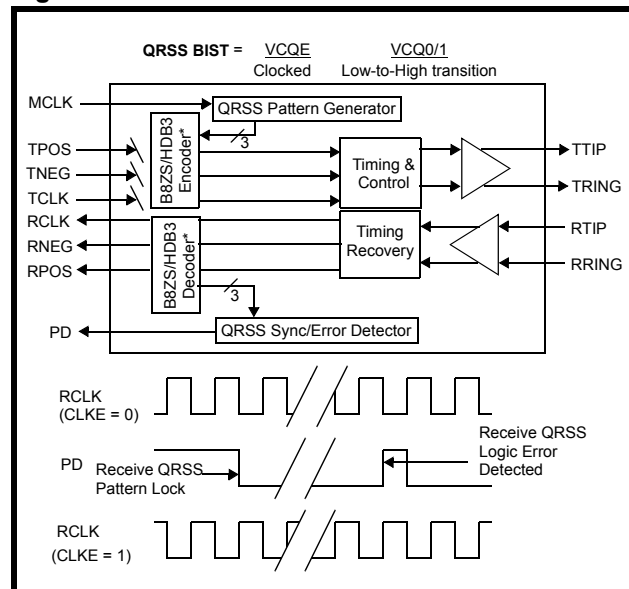 QRSS BIST = VCQE VCQ0/1
Clocked Low-to-High transition
MCLK
QRSS Pattern Generator
3
B8ZS/HDB3
Encoder*
TPOS
TNEG
TCLK
Timing &
Control
TTIP
TRING
RCLK
RNEG
RPOS
B8ZS/HDB3
Decoder*
Timing
Recovery
RTIP
RRING
3
PD
QRSS Sync/Error Detector
RCLK
(CLKE = 0)
PD
Receive QRSS
Pattern Lock
Receive QRSS
Logic Error
Detected
RCLK
(CLKE = 1)